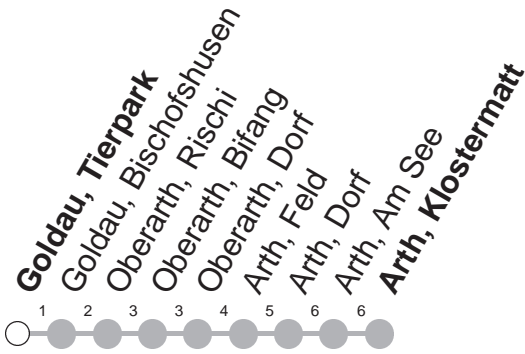 Goldau, Tierpark
Goldau, Bischofshusen
Oberarth, Rischi
Oberarth, Bifang
Oberarth, Dorf
Arth, Feld
Arth, Dorf
Arth, Am See
Arth, Klostermatt
1 2 3 3 4 5 6 6